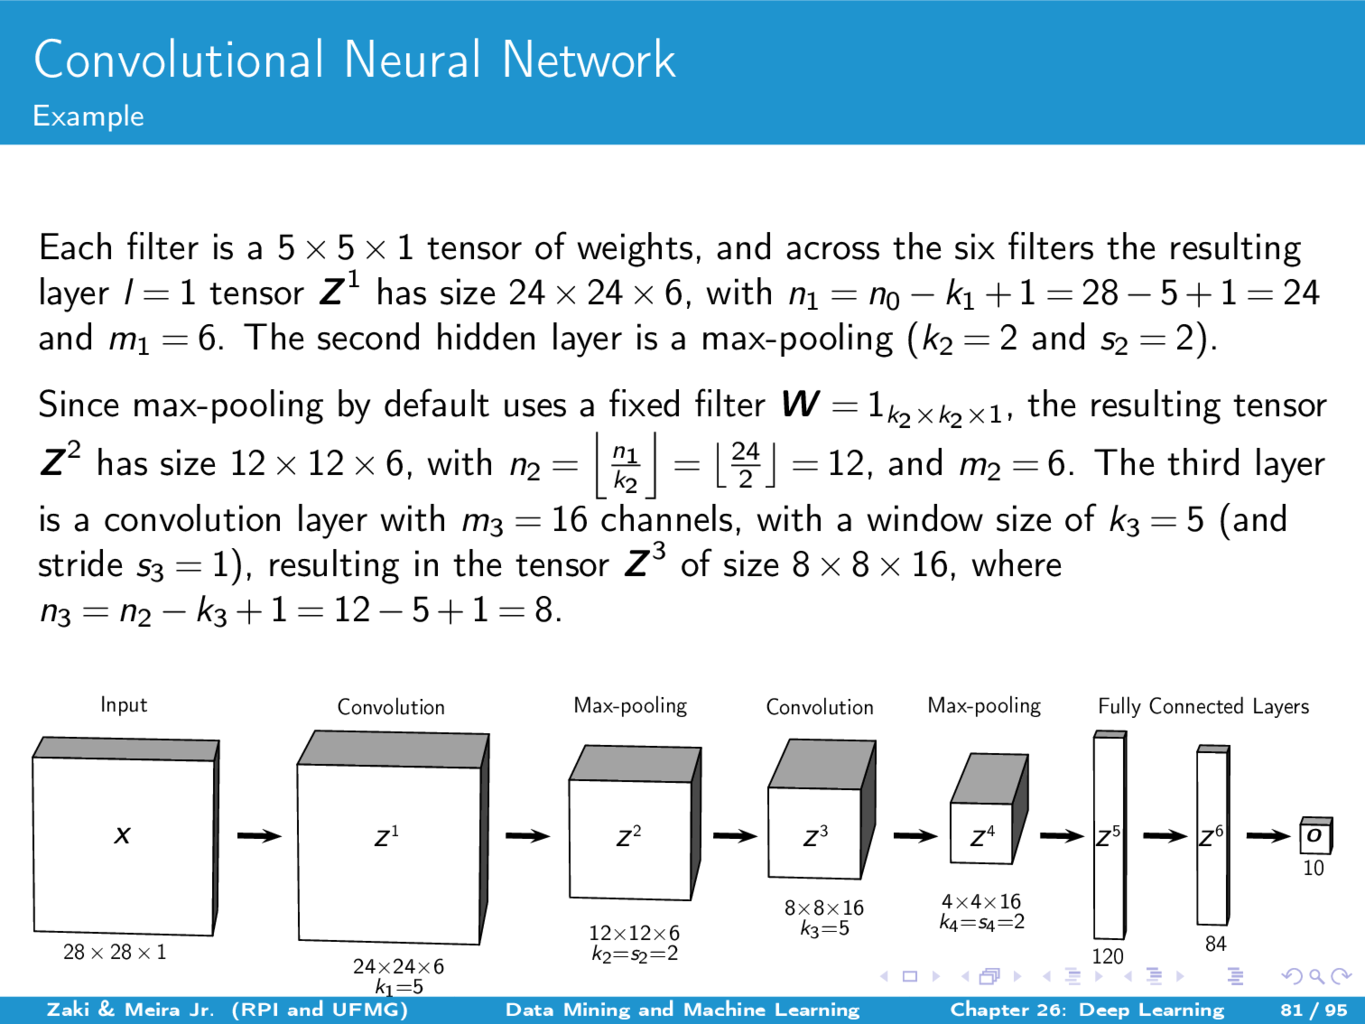 Convolutional Neural Network
Example
Each filter is a 5 × 5 × 1 tensor of weights, and across the six filters the resulting
layer l = 1 tensor Z¹ has size 24 × 24 × 6, with n₁ = n₀ − k₁ + 1 = 28 − 5 + 1 = 24
and m₁ = 6. The second hidden layer is a max-pooling (k₂ = 2 and s₂ = 2).
Since max-pooling by default uses a fixed filter W = 1ₖ₂×ₖ₂×₁, the resulting tensor
Z² has size 12 × 12 × 6, with n₂ = ⌊n₁/k₂⌋ = ⌊24/2⌋ = 12, and m₂ = 6. The third layer
is a convolution layer with m₃ = 16 channels, with a window size of k₃ = 5 (and
stride s₃ = 1), resulting in the tensor Z³ of size 8 × 8 × 16, where
n₃ = n₂ − k₃ + 1 = 12 − 5 + 1 = 8.
Input Convolution Max-pooling Convolution Max-pooling Fully Connected Layers
X Z¹ Z² Z³ Z⁴ Z⁵ Z⁶ o
28 × 28 × 1
24×24×6
k₁=5
12×12×6
k₂=s₂=2
8×8×16
k₃=5
4×4×16
k₄=s₄=2
120
84
10
Zaki & Meira Jr. (RPI and UFMG) Data Mining and Machine Learning Chapter 26: Deep Learning 81 / 95